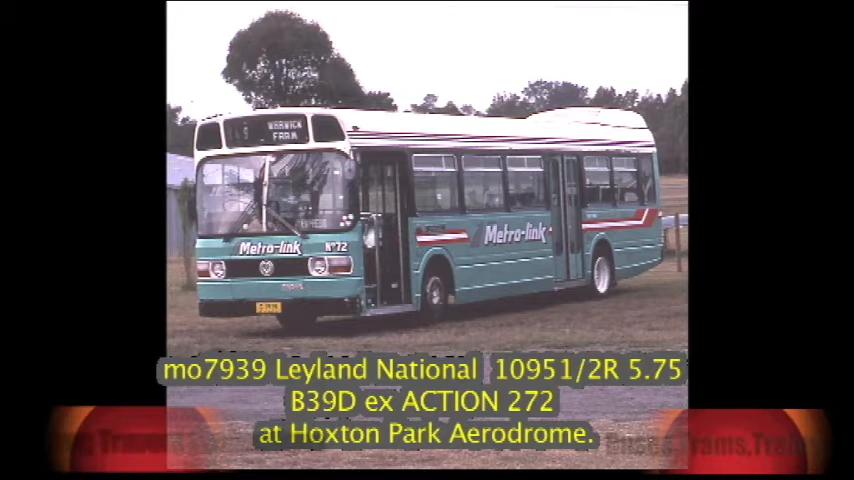 WARWICK
FARM
Metro-link
Metro-link
Nº72
mo7939 Leyland National 10951/2R 5.75
B39D ex ACTION 272
at Hoxton Park Aerodrome.
Trams,